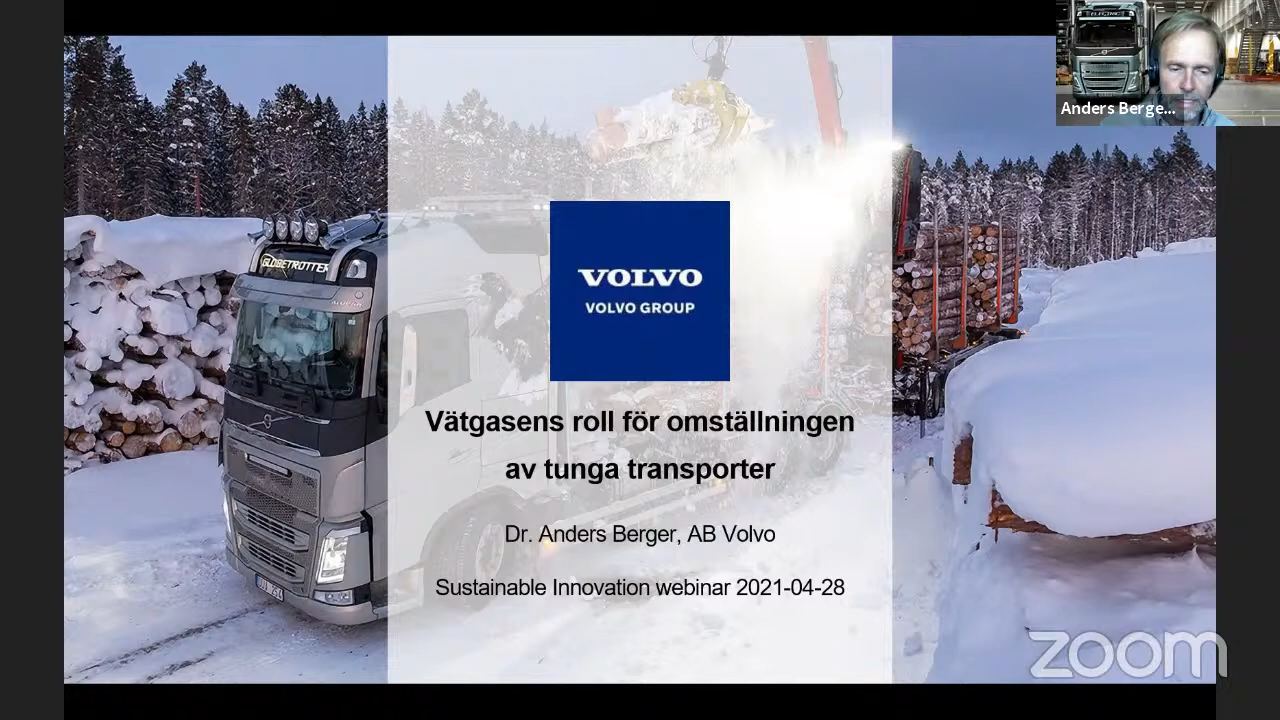 ELECTRIC
Anders Berge...
GLOBETROTTER
VOLVO
VOLVO GROUP
Vätgasens roll för omställningen
av tunga transporter
Dr. Anders Berger, AB Volvo
Sustainable Innovation webinar 2021-04-28
zoom